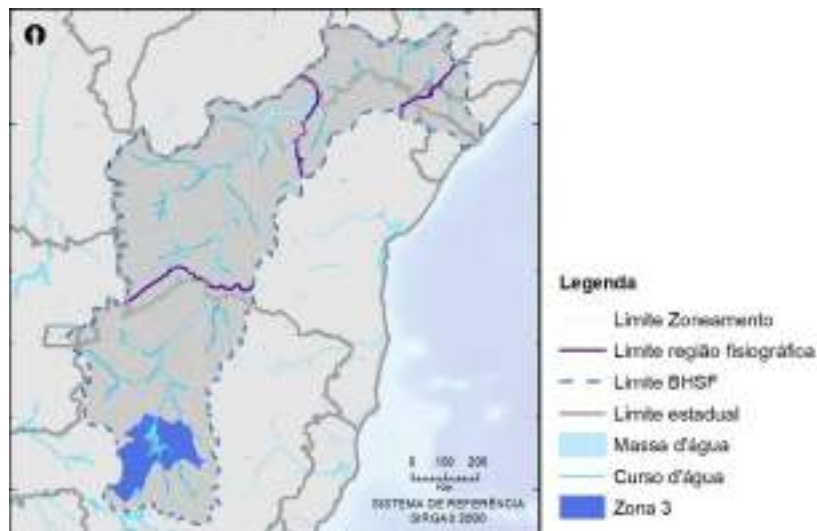 0 100 200
Km
SISTEMA DE REFERÊNCIA
SIRGAS 2000
Legenda
Limite Zoneamento
Limite região fisiográfica
Limite BHSF
Limite estadual
Massa d'água
Curso d'água
Zona 3